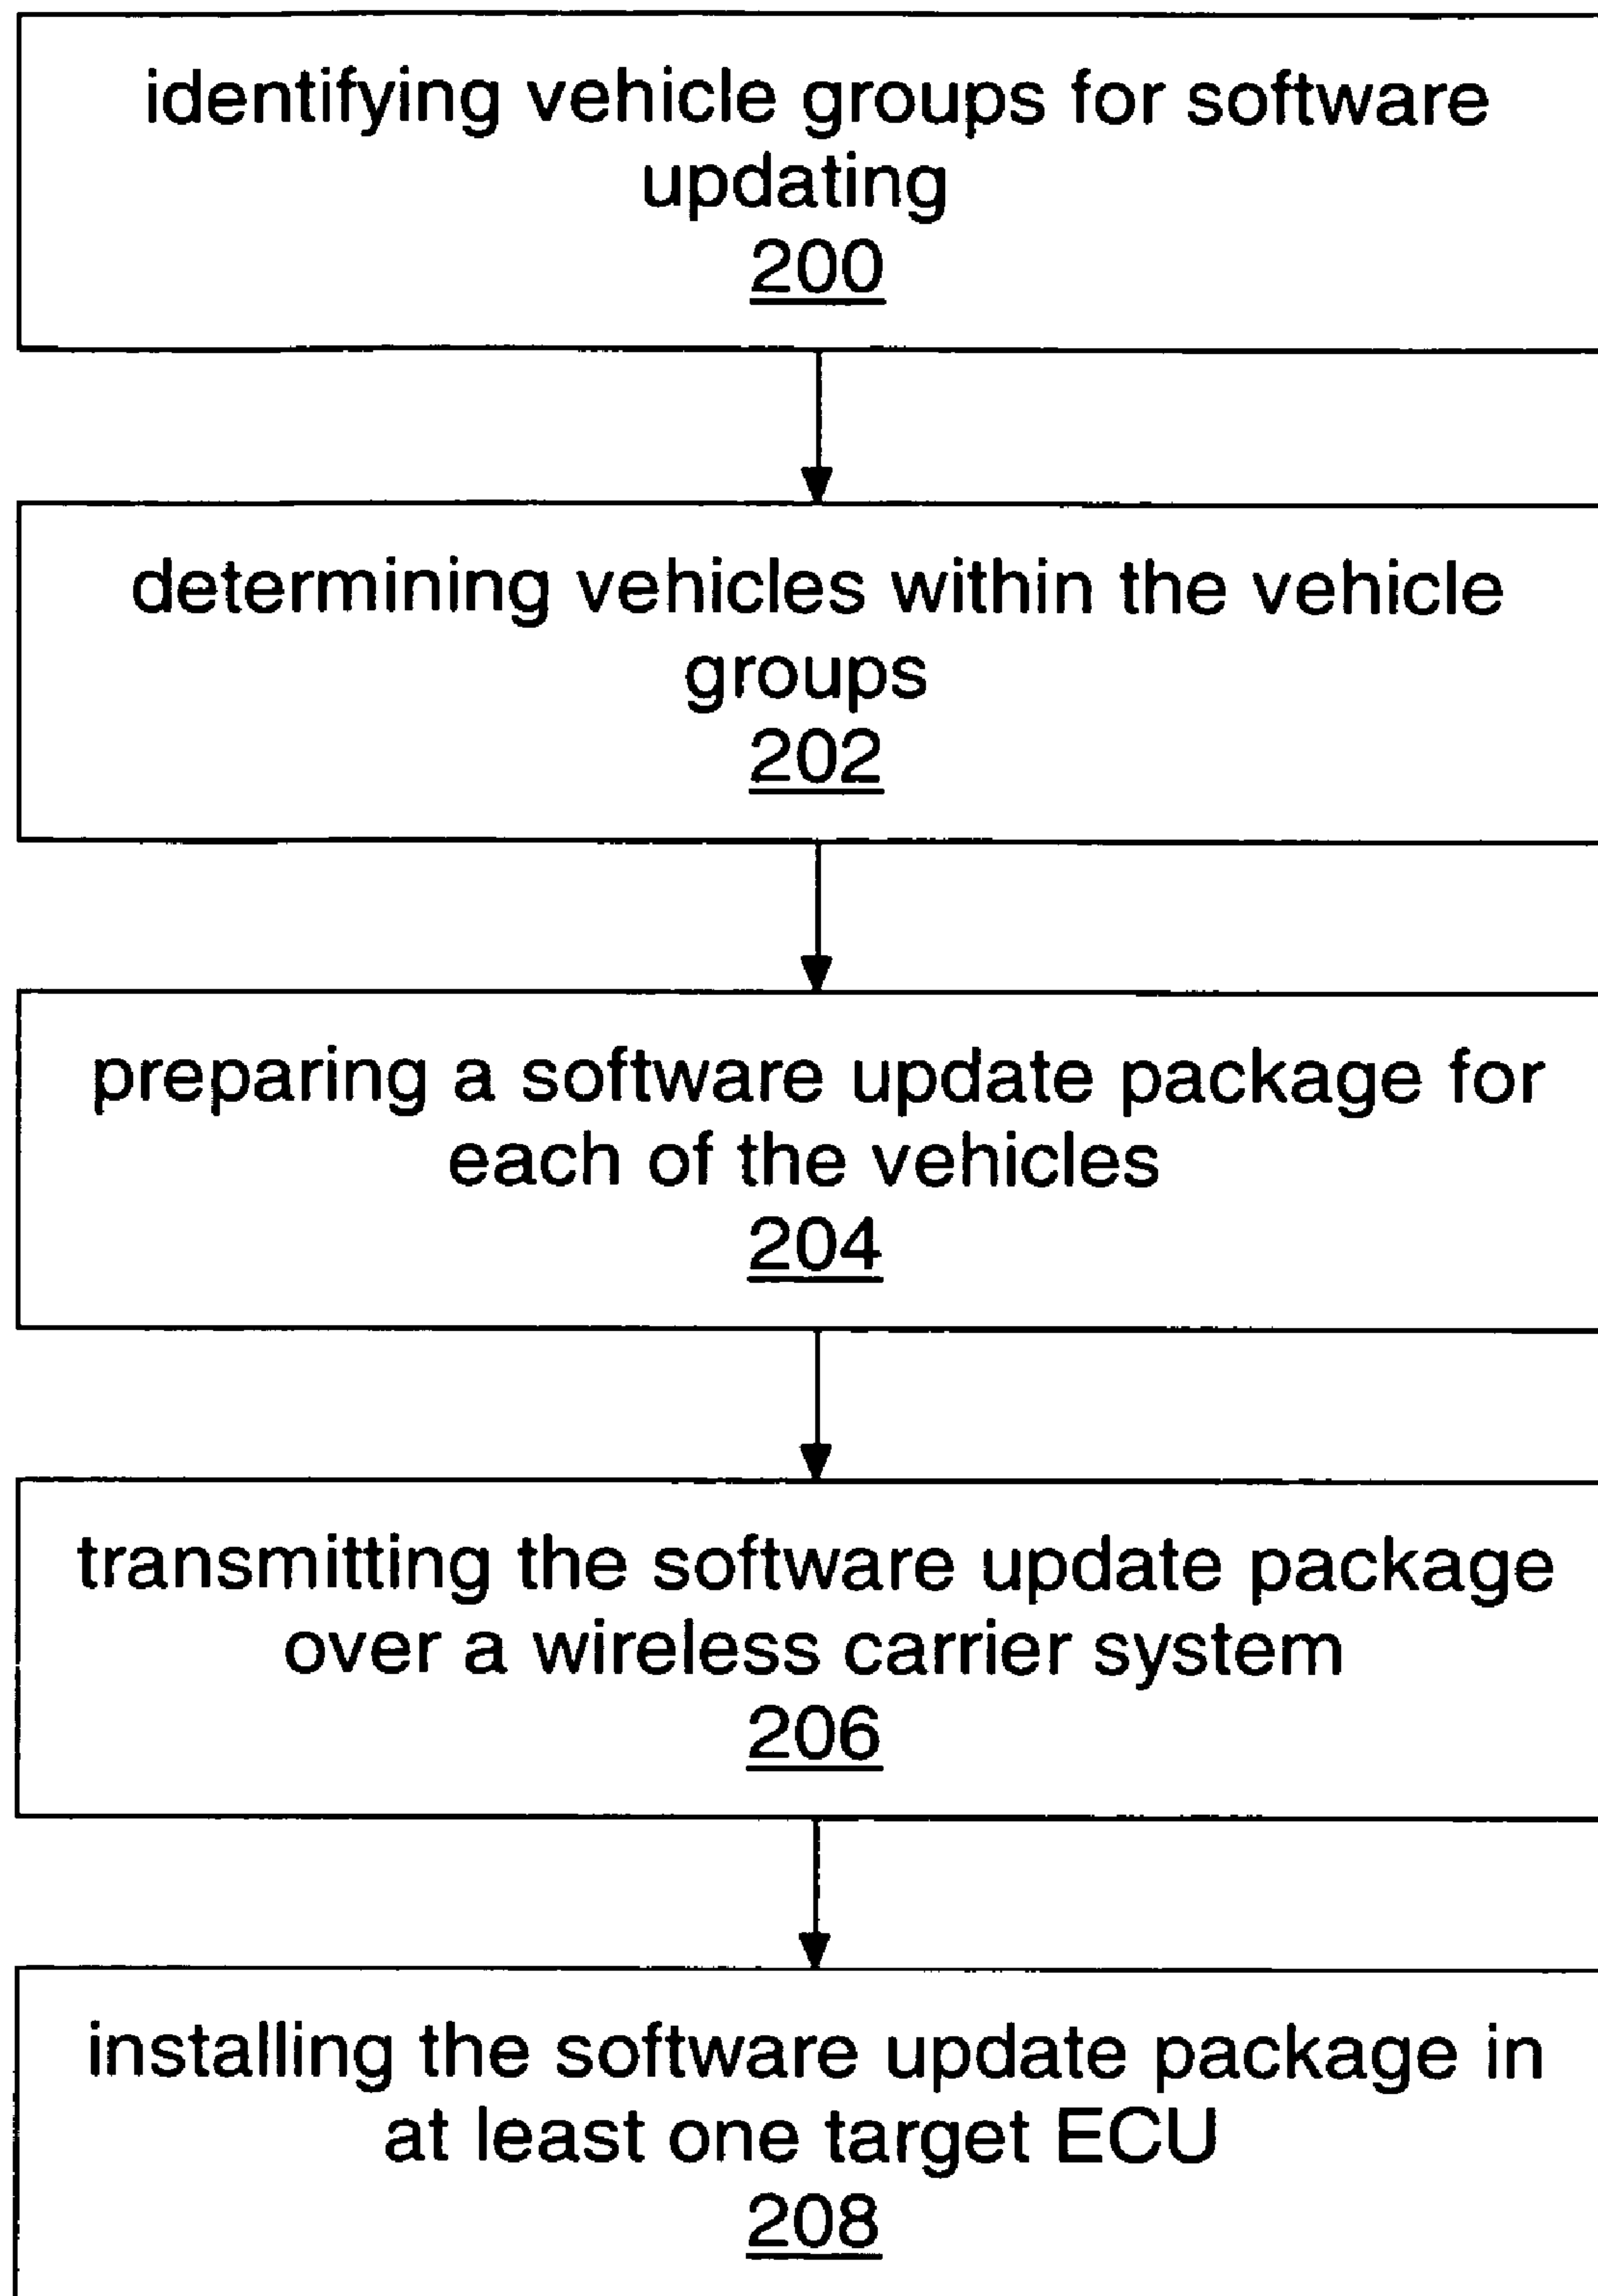 identifying vehicle groups for software
updating
200
determining vehicles within the vehicle
groups
202
preparing a software update package for
each of the vehicles
204
transmitting the software update package
over a wireless carrier system
206
installing the software update package in
at least one target ECU
208